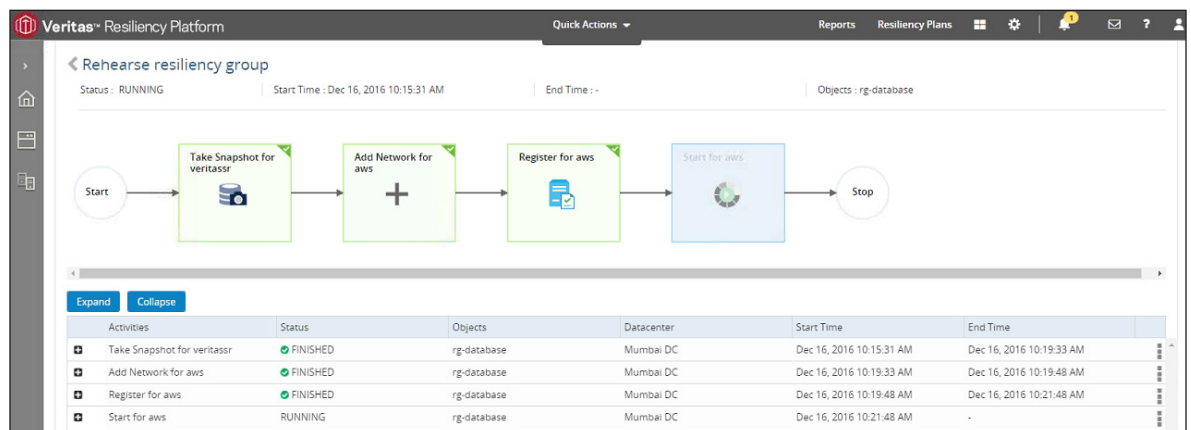 Veritas™ Resiliency Platform Quick Actions Reports Resiliency Plans 1 ?
Rehearse resiliency group
Status : RUNNING Start Time : Dec 16, 2016 10:15:31 AM End Time : - Objects : rg-database
Take Snapshot for Add Network for Register for aws Start for aws
veritassr aws
Start Stop
Expand Collapse
Activities Status Objects Datacenter Start Time End Time
Take Snapshot for veritassr FINISHED rg-database Mumbai DC Dec 16, 2016 10:15:31 AM Dec 16, 2016 10:19:33 AM
Add Network for aws FINISHED rg-database Mumbai DC Dec 16, 2016 10:19:33 AM Dec 16, 2016 10:19:48 AM
Register for aws FINISHED rg-database Mumbai DC Dec 16, 2016 10:19:48 AM Dec 16, 2016 10:21:48 AM
Start for aws RUNNING rg-database Mumbai DC Dec 16, 2016 10:21:48 AM -